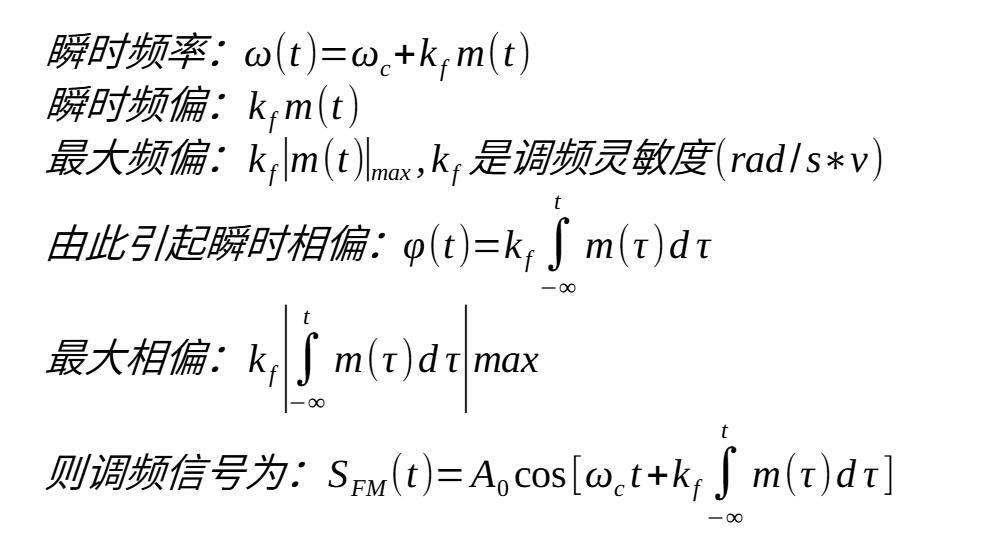 瞬时频率：ω(t)=ω_c+k_f m(t)
瞬时频偏：k_f m(t)
最大频偏：k_f|m(t)|_max,k_f 是调频灵敏度(rad/s∗v)
由此引起瞬时相偏：φ(t)=k_f ∫_{−∞}^{t} m(τ)dτ
最大相偏：k_f|∫_{−∞}^{t} m(τ)dτ|max
则调频信号为：S_FM(t)=A_0 cos[ω_c t+k_f ∫_{−∞}^{t} m(τ)dτ]